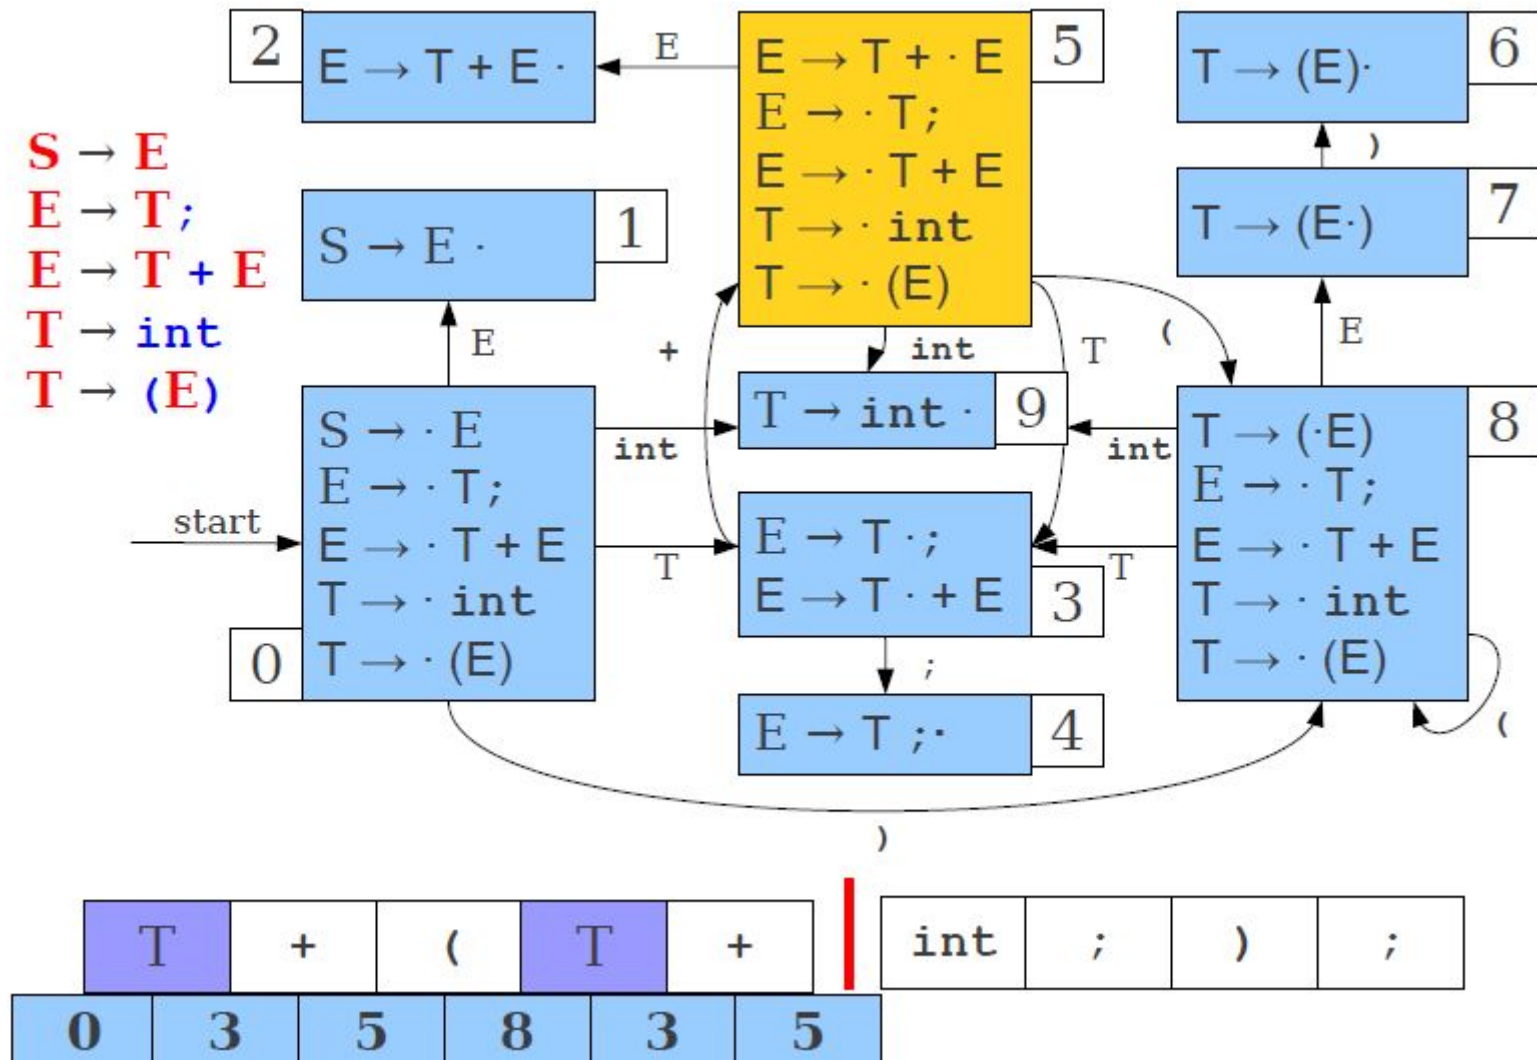 S → E
E → T ;
E → T + E
T → int
T → (E)
2
E → T + E ·
E
E → T + · E
E → · T ;
E → · T + E
T → · int
T → · (E)
5
T → (E)·
6
)
T → (E·)
7
S → E ·
1
E
+
int
T
(
E
start
S → · E
E → · T ;
E → · T + E
T → · int
T → · (E)
0
int
T
T → int ·
9
int
T
E → T · ;
E → T · + E
3
;
E → T ;·
4
T → (·E)
E → · T ;
E → · T + E
T → · int
T → · (E)
8
(
)
T + ( T + int ; ) ;
0 3 5 8 3 5